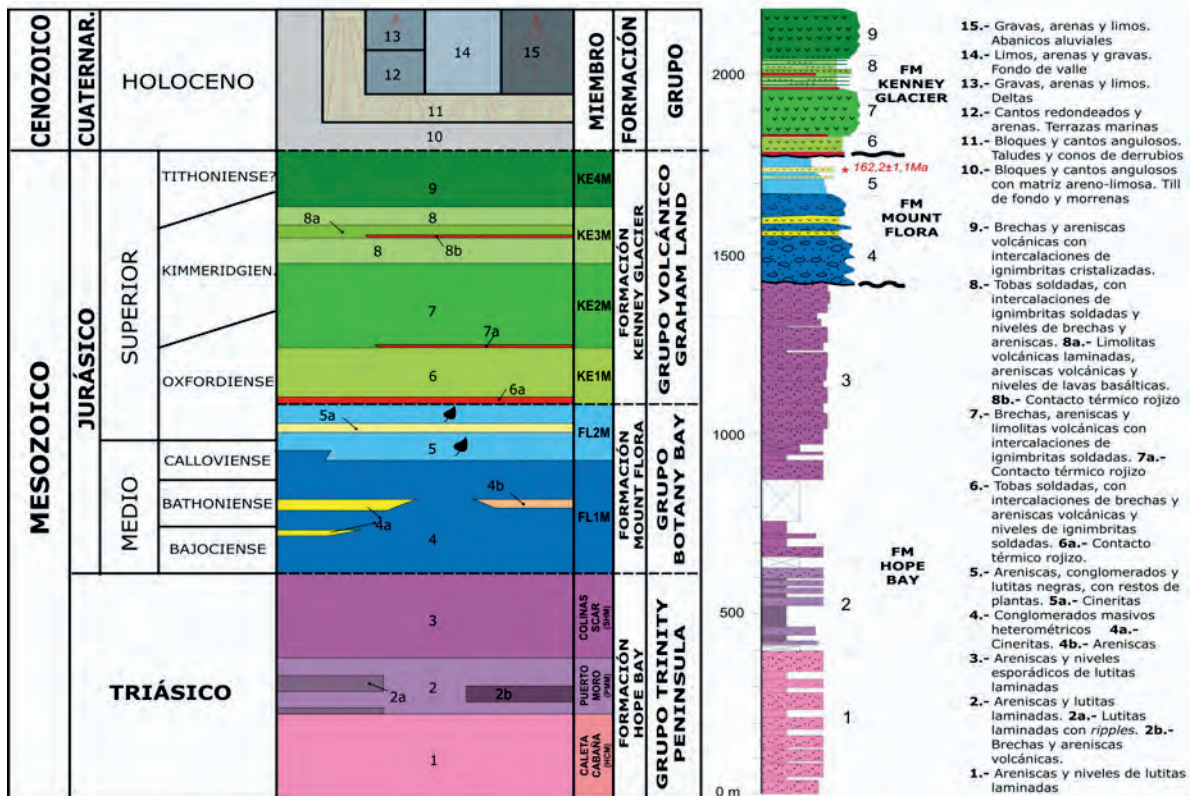 CENOZOICO
CUATERNAR.
HOLOCENO
13
12
14
15
11
10
MIEMBRO
FORMACIÓN
GRUPO
MESOZOICO
JURÁSICO
SUPERIOR
TITHONIENSE?
KIMMERIDGIEN.
OXFORDIENSE
MEDIO
CALLOVIENSE
BATHONIENSE
BAJOCIENSE
TRIÁSICO
9
8a
8
8
8b
7
7a
6
6a
5a
5
4b
4a
4
3
2a
2
2b
1
KE4M
KE3M
KE2M
KE1M
FL2M
FL1M
COLINAS
SCAR
(SHM)
PUERTO
MORO
(PMM)
CALETA
CABAÑA
(HCM)
FORMACIÓN
KENNEY GLACIER
FORMACIÓN
MOUNT FLORA
FORMACIÓN
HOPE BAY
GRUPO VOLCÁNICO
GRAHAM LAND
GRUPO
BOTANY BAY
GRUPO TRINITY
PENINSULA
2000
1500
1000
500
0 m
9
8
7
6
5
4
3
2
1
FM
KENNEY
GLACIER
* 162,2±1,1Ma
FM
MOUNT
FLORA
FM
HOPE
BAY
15.- Gravas, arenas y limos.
Abanicos aluviales
14.- Limos, arenas y gravas.
Fondo de valle
13.- Gravas, arenas y limos.
Deltas
12.- Cantos redondeados y
arenas. Terrazas marinas
11.- Bloques y cantos angulosos.
Taludes y conos de derrubios
10.- Bloques y cantos angulosos
con matriz areno-limosa. Till
de fondo y morrenas
9.- Brechas y areniscas
volcánicas con
intercalaciones de
ignimbritas cristalizadas.
8.- Tobas soldadas, con
intercalaciones de
ignimbritas soldadas y
niveles de brechas y
areniscas. 8a.- Limolitas
volcánicas laminadas,
areniscas volcánicas y
niveles de lavas basálticas.
8b.- Contacto térmico rojizo
7.- Brechas, areniscas y
limolitas volcánicas con
intercalaciones de
ignimbritas soldadas. 7a.-
Contacto térmico rojizo
6.- Tobas soldadas, con
intercalaciones de brechas y
areniscas volcánicas y
niveles de ignimbritas
soldadas. 6a.- Contacto
térmico rojizo.
5.- Areniscas, conglomerados y
lutitas negras, con restos de
plantas. 5a.- Cineritas
4.- Conglomerados masivos
heterométricos 4a.-
Cineritas. 4b.- Areniscas
3.- Areniscas y niveles
esporádicos de lutitas
laminadas
2.- Areniscas y lutitas
laminadas. 2a.- Lutitas
laminadas con ripples. 2b.-
Brechas y areniscas
volcánicas.
1.- Areniscas y niveles de lutitas
laminadas